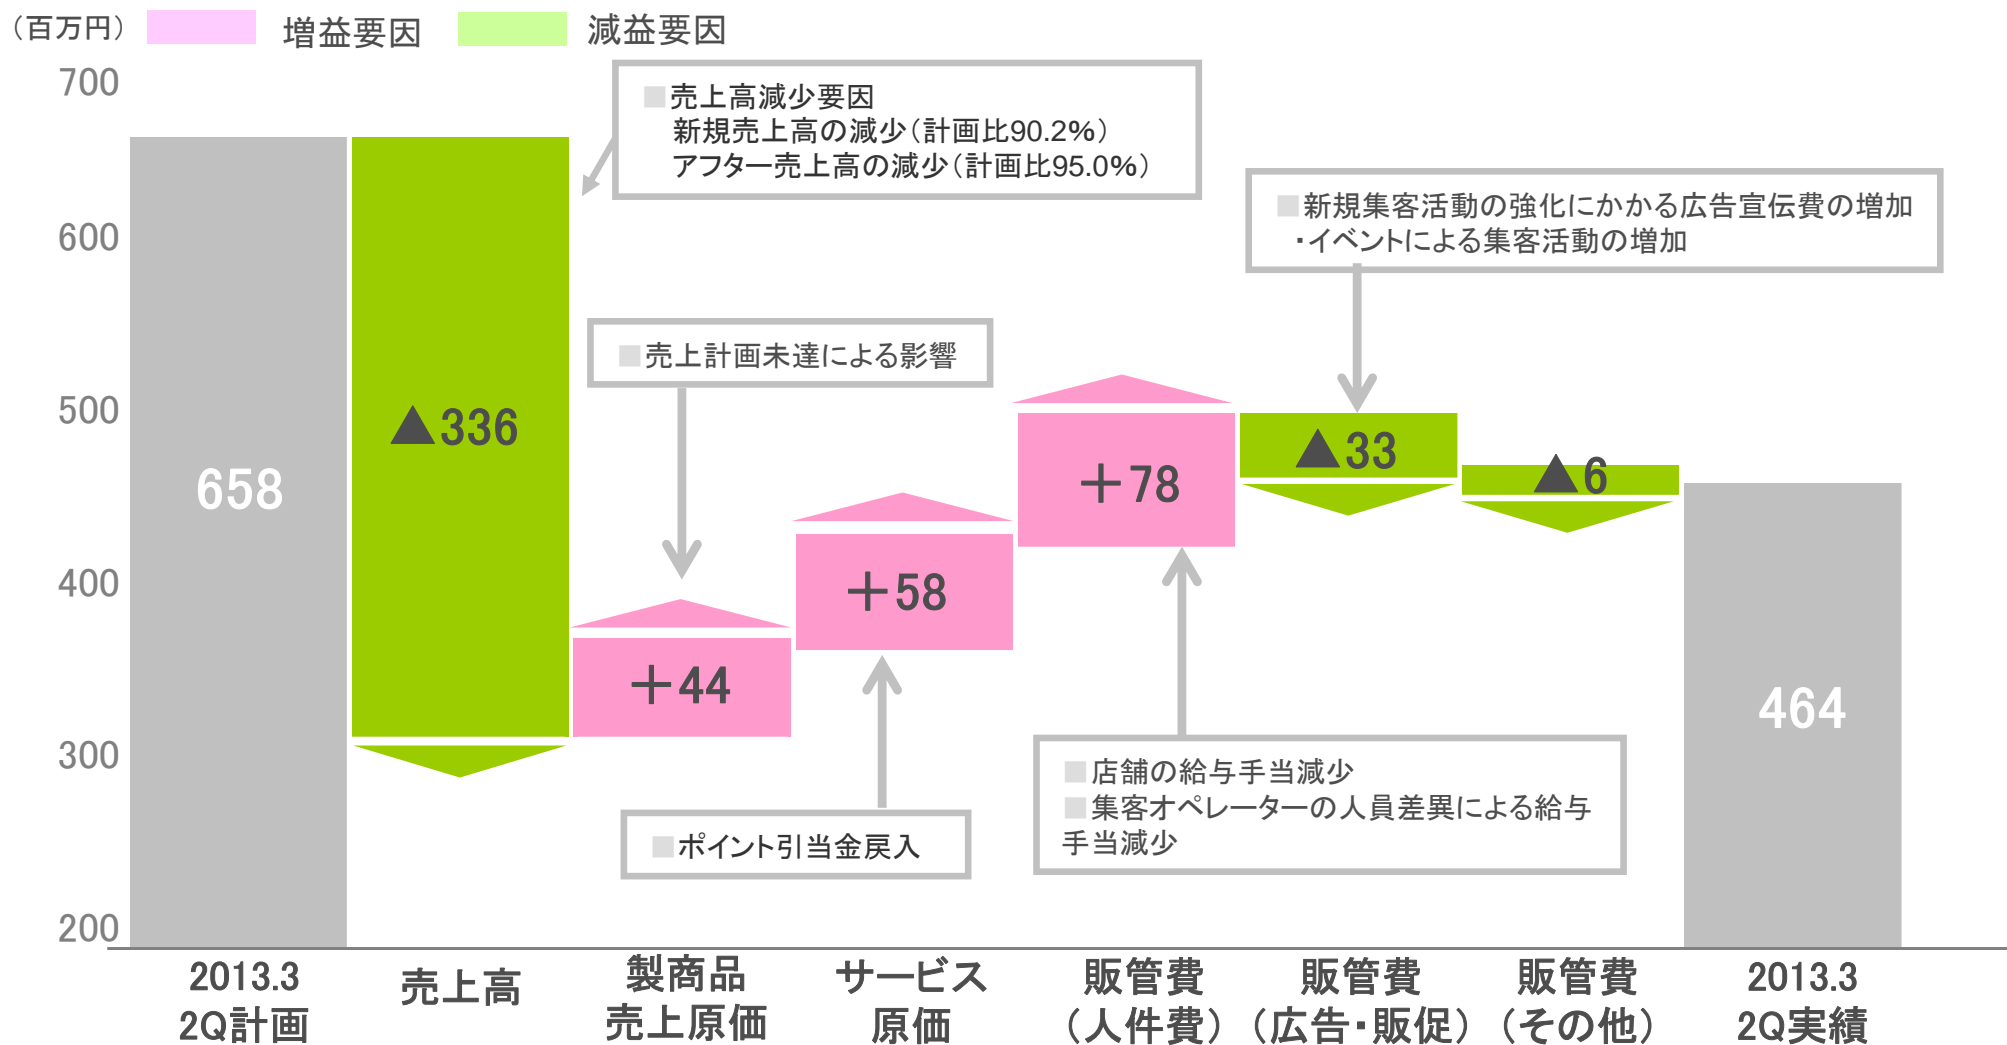 （百万円）
増益要因
減益要因
700
600
500
400
300
200
■売上高減少要因
新規売上高の減少（計画比90.2%）
アフター売上高の減少（計画比95.0%）
■新規集客活動の強化にかかる広告宣伝費の増加
・イベントによる集客活動の増加
■売上計画未達による影響
658
▲336
＋44
＋58
＋78
▲33
▲6
464
■ポイント引当金戻入
■店舗の給与手当減少
■集客オペレーターの人員差異による給与
手当減少
2013.3
2Q計画
売上高
製商品
売上原価
サービス
原価
販管費
（人件費）
販管費
（広告・販促）
販管費
（その他）
2013.3
2Q実績